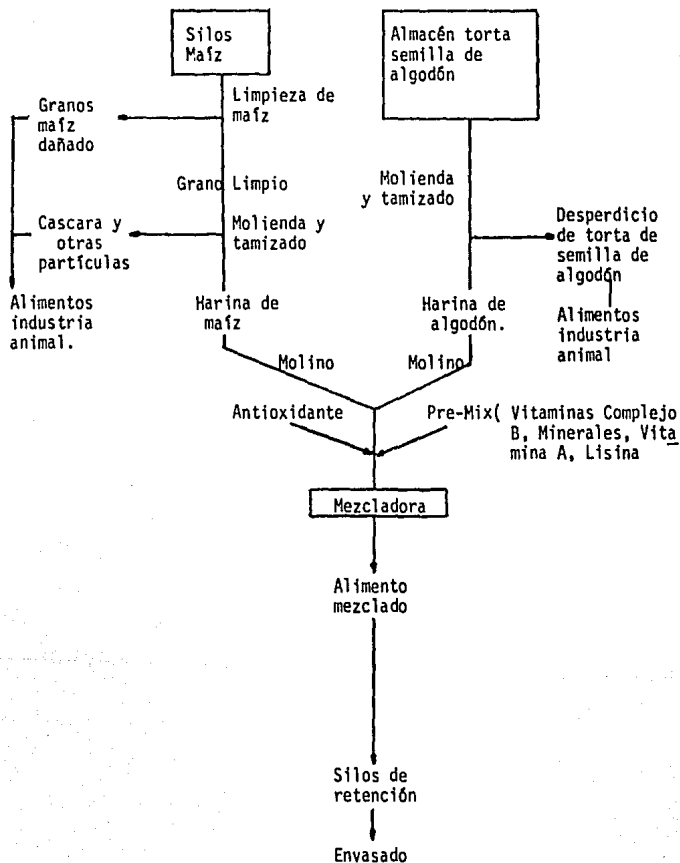 Silos
Maíz
Almacén torta
semilla de
algodón
Limpieza de
maíz
Granos
maíz
dañado
Grano Limpio
Molienda
y tamizado
Cascara y
otras
partículas
Molienda y
tamizado
Desperdicio
de torta de
semilla de
algodón
Alimentos
industria
animal.
Harina de
maíz
Harina de
algodón.
Alimentos
industria
animal
Molino
Molino
Antioxidante
Pre-Mix( Vitaminas Complejo
B, Minerales, Vita
mina A, Lisina
Mezcladora
Alimento
mezclado
Silos de
retención
Envasado